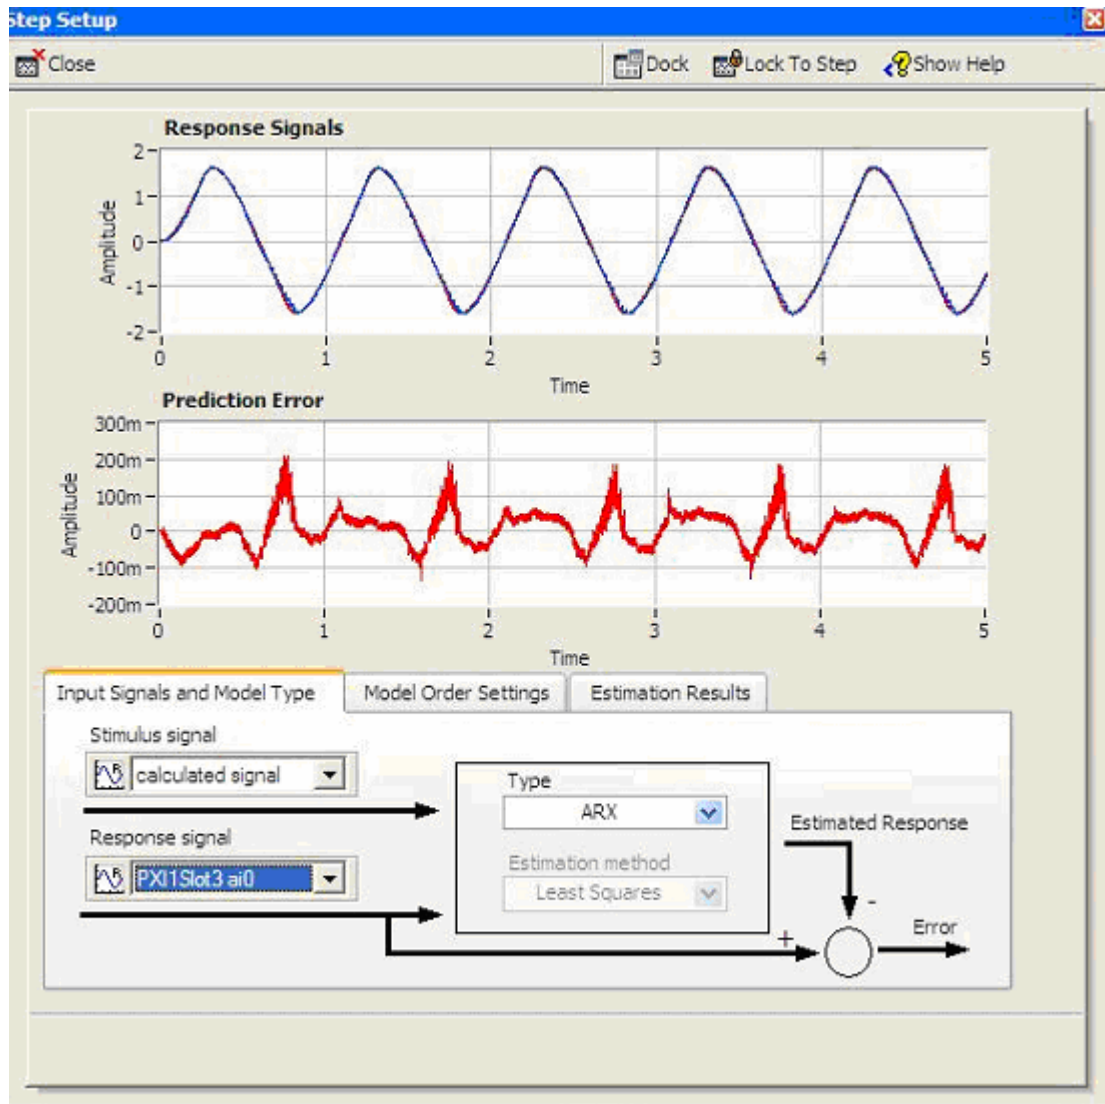 Step Setup
Close Dock Lock To Step Show Help
Response Signals
Amplitude
2
1
0
-1
-2
0 1 2 3 4 5
Time
Prediction Error
Amplitude
300m
200m
100m
0
-100m
-200m
0 1 2 3 4 5
Time
Input Signals and Model Type Model Order Settings Estimation Results
Stimulus signal
calculated signal
Response signal
PXI1Slot3 ai0
Type
ARX
Estimation method
Least Squares
Estimated Response
-
+
Error